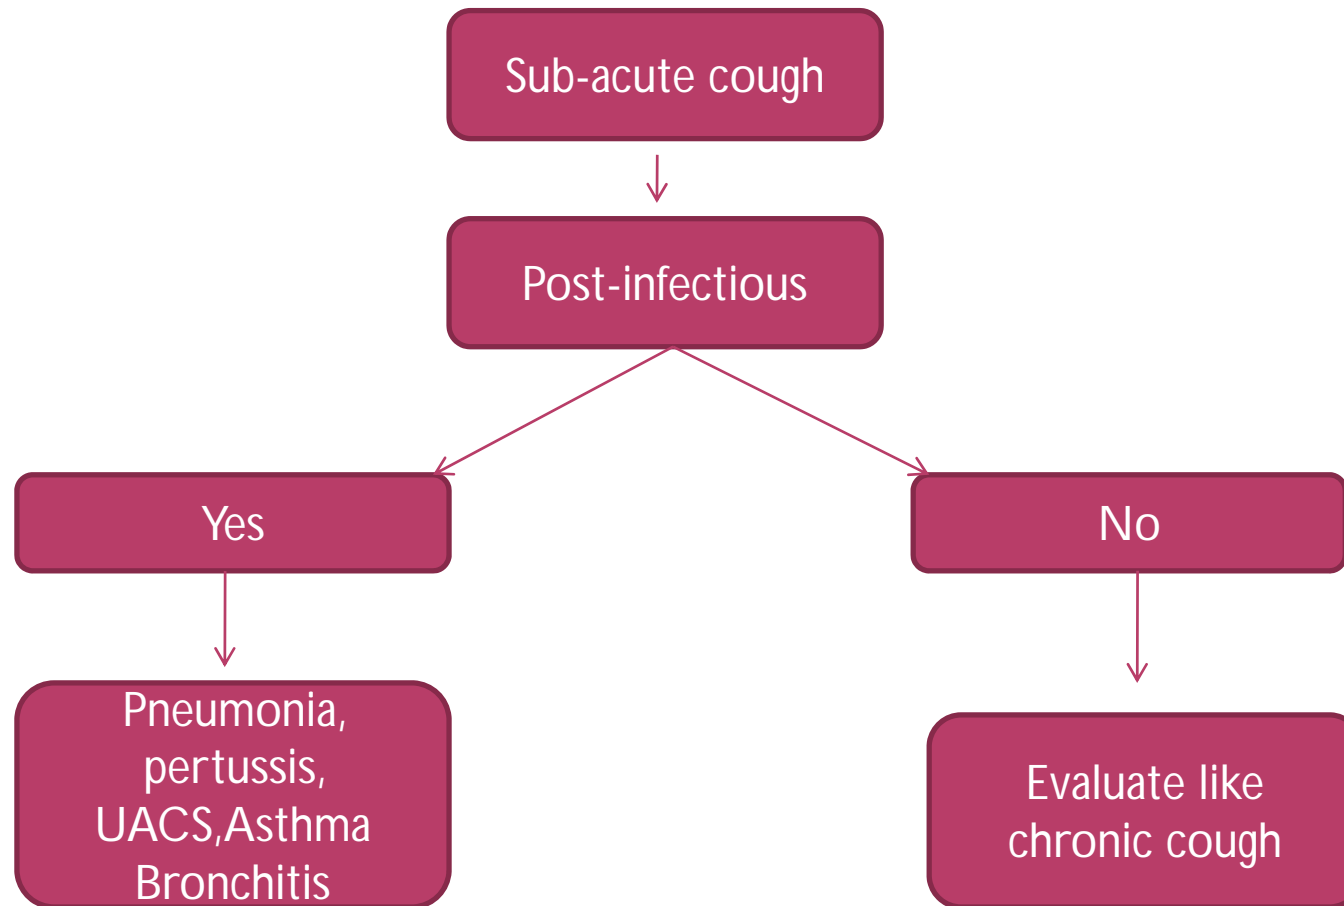 Sub-acute cough
Post-infectious
Yes
No
Pneumonia,
pertussis,
UACS,Asthma
Bronchitis
Evaluate like
chronic cough